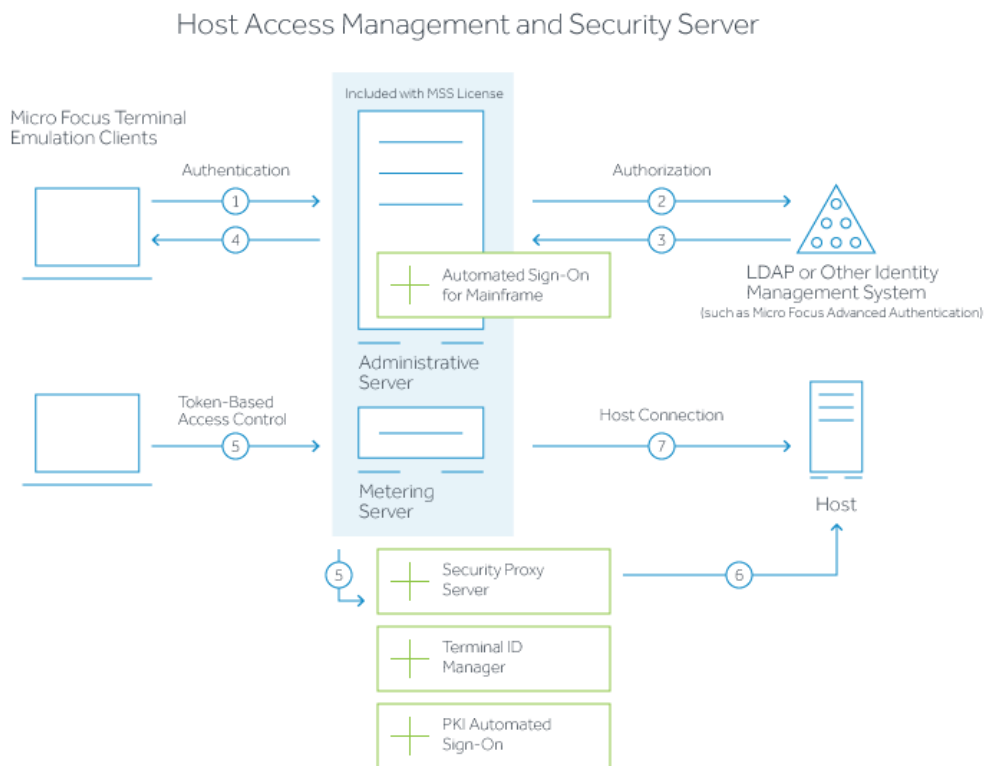 Host Access Management and Security Server
Included with MSS License
Micro Focus Terminal
Emulation Clients
Authentication
1
4
Authorization
2
3
Automated Sign-On
for Mainframe
LDAP or Other Identity
Management System
(such as Micro Focus Advanced Authentication)
Administrative
Server
Token-Based
Access Control
5
Host Connection
7
Metering
Server
Host
5
Security Proxy
Server
6
Terminal ID
Manager
PKI Automated
Sign-On